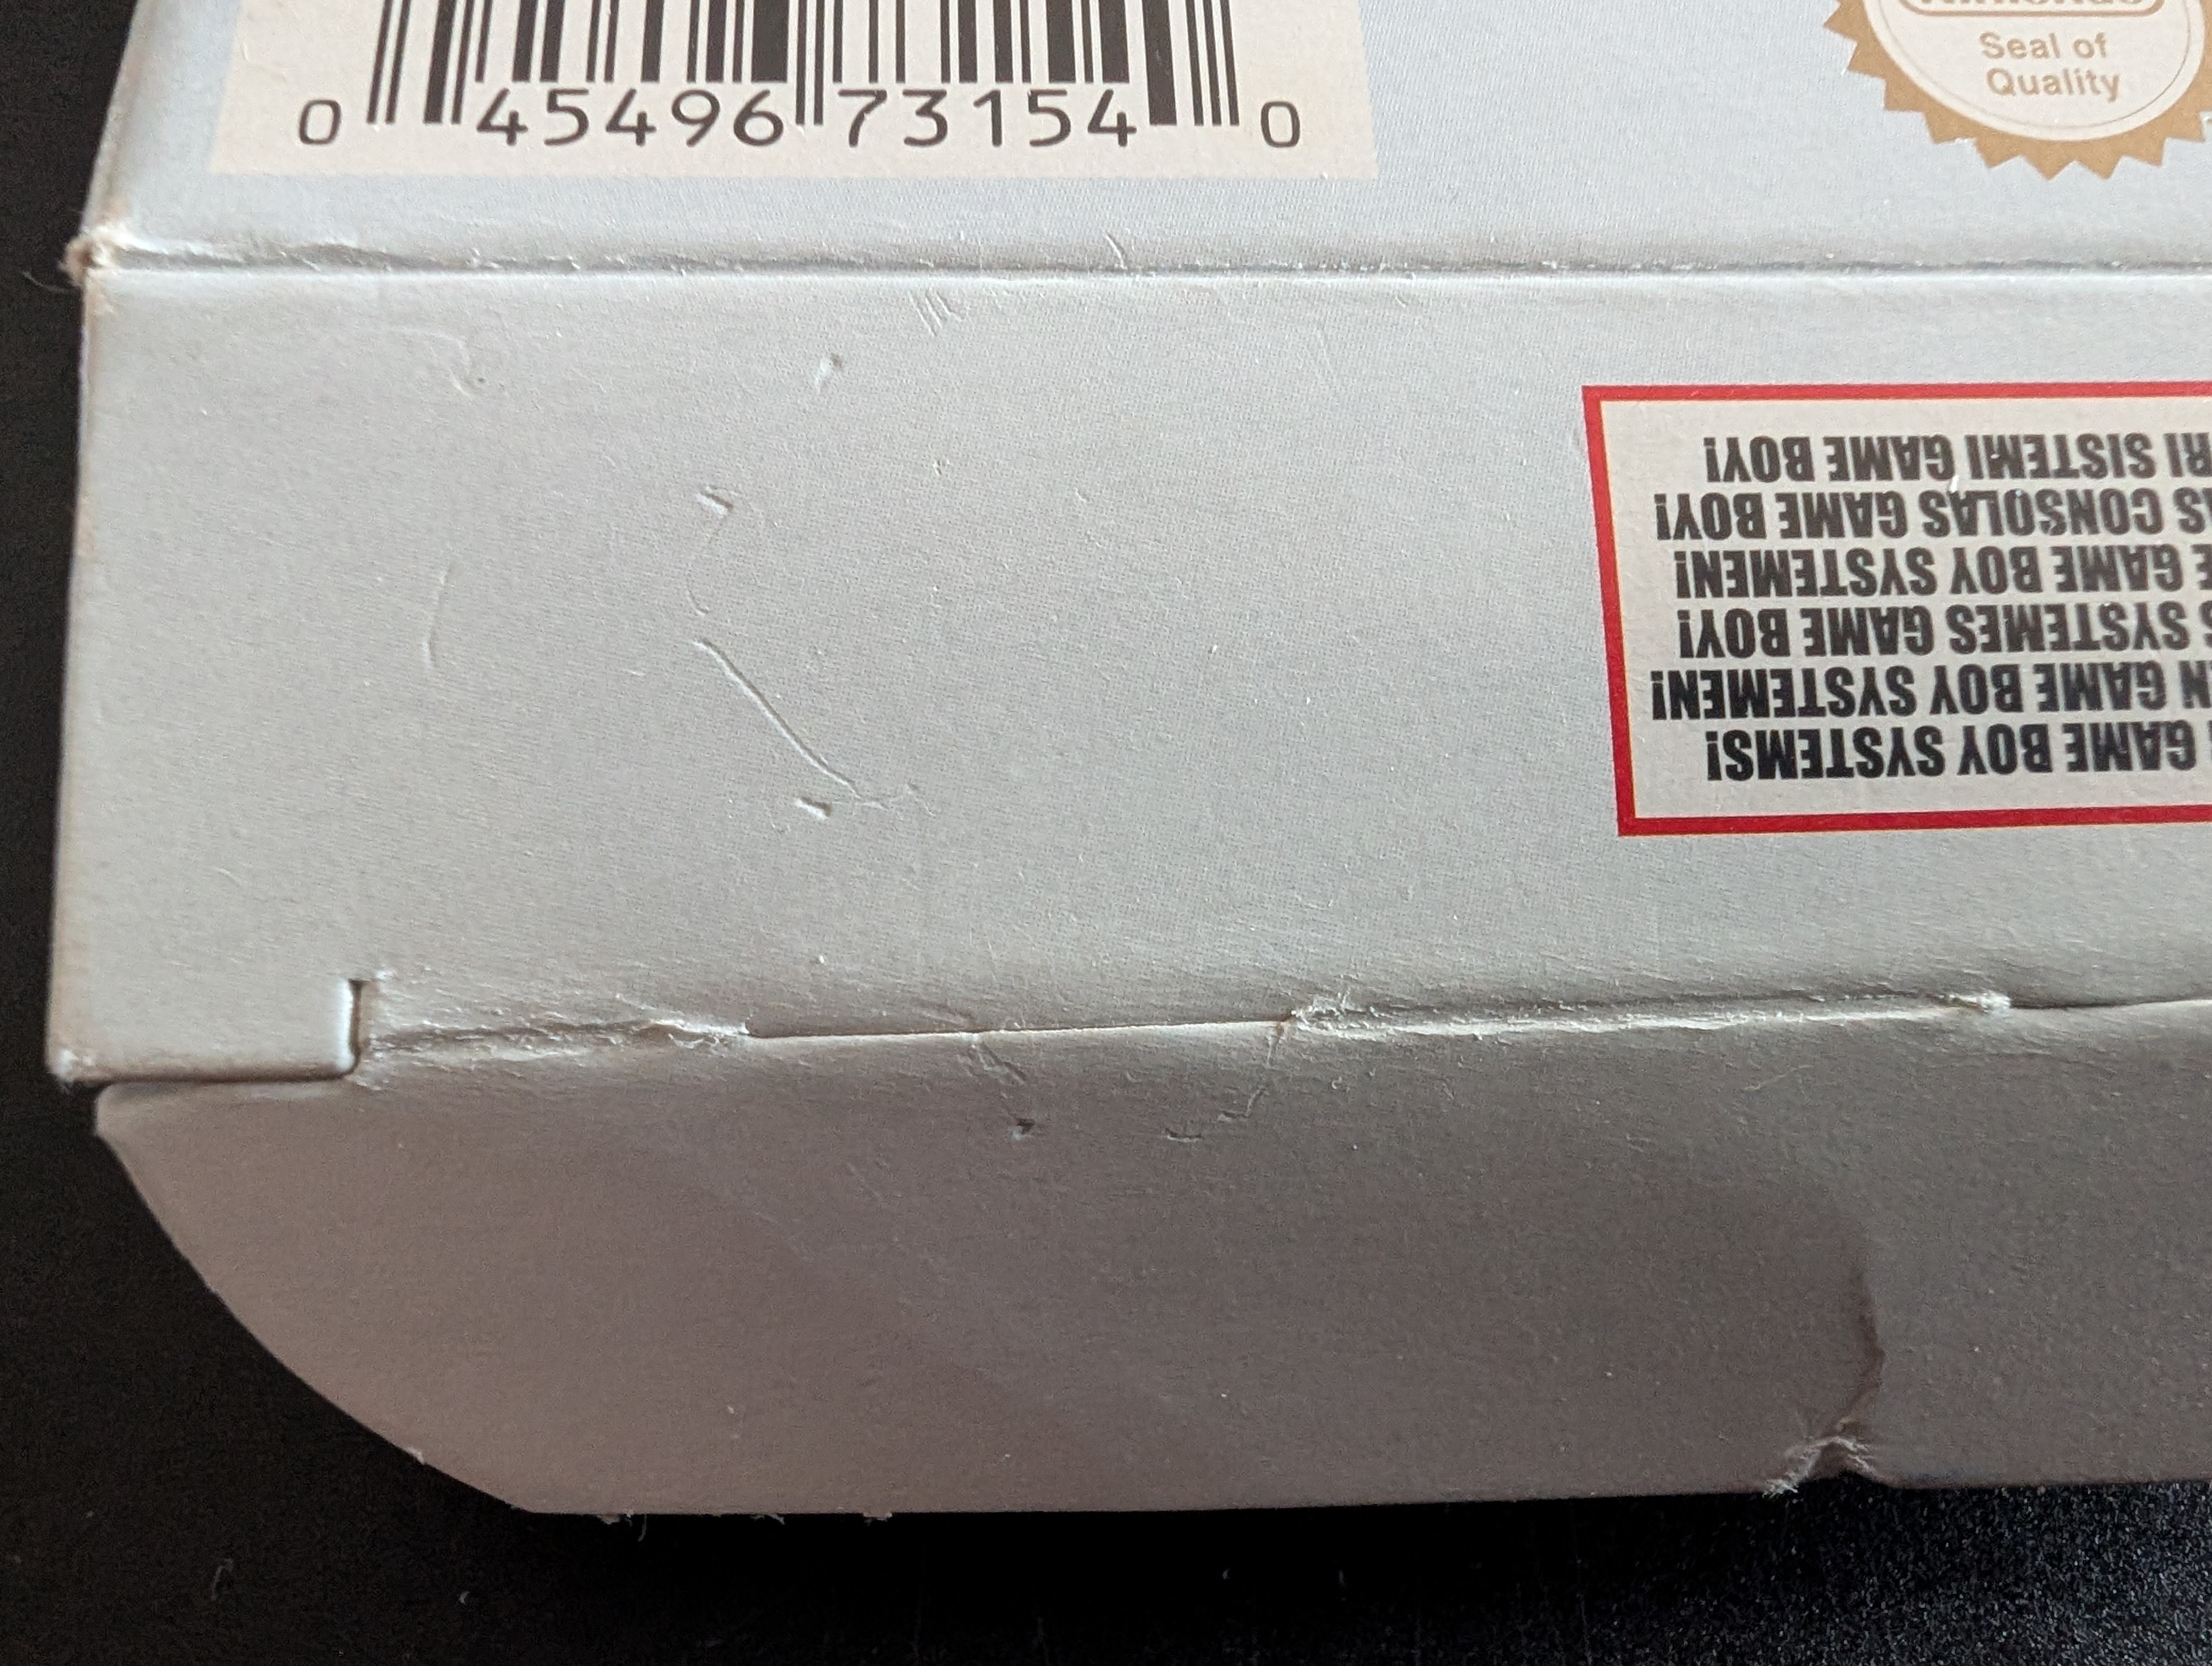 0 45496 73154 0
Seal of
Quality
GAME BOY SYSTEMS!
GAME BOY SYSTEMEN!
SYSTEMES GAME BOY!
GAME BOY SYSTEMEN!
CONSOLAS GAME BOY!
SISTEMI GAME BOY!